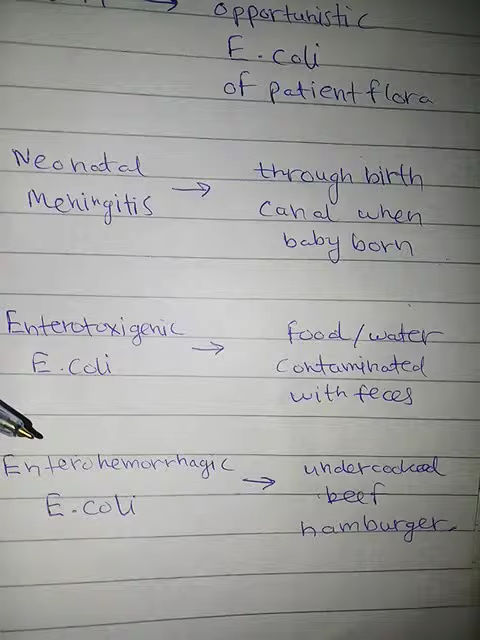 → opportunistic
E. coli
of patient flora
Neonatal Meningitis → through birth
canal when
baby born
Enterotoxigenic E. coli → food/water
contaminated
with feces
Enterohemorrhagic E. coli → undercooked
beef
hamburger.